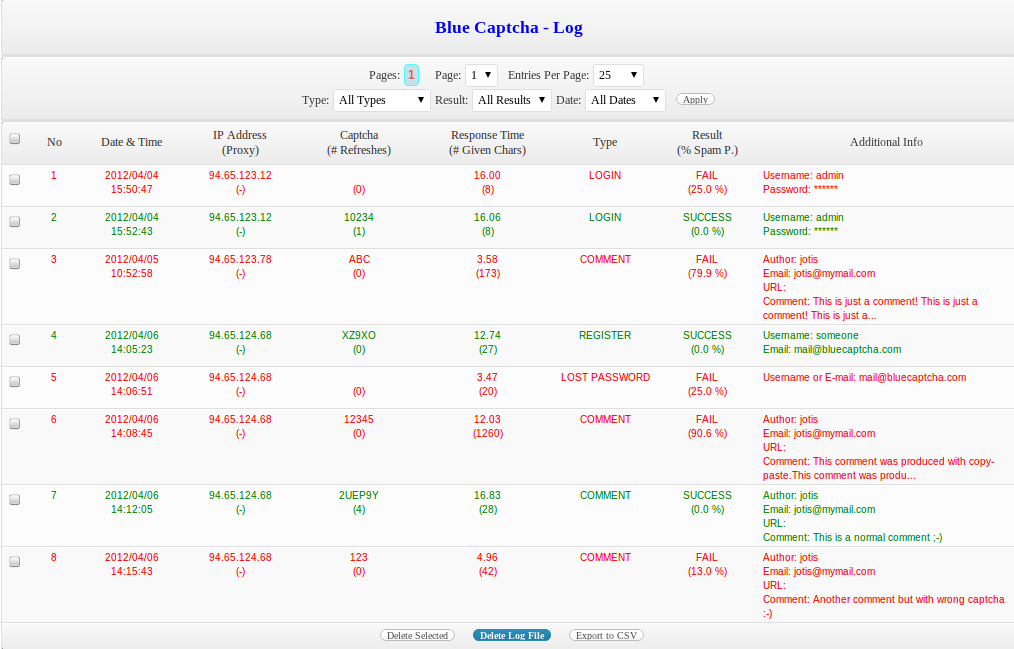 Blue Captcha - Log
Pages: 1 Page: 1 Entries Per Page: 25
Type: All Types Result: All Results Date: All Dates Apply
No Date & Time IP Address (Proxy) Captcha (# Refreshes) Response Time (# Given Chars) Type Result (% Spam P.) Additional Info
1 2012/04/04 94.65.123.12 16.00 LOGIN FAIL Username: admin
15:50:47 (-) (0) (8) (25.0 %) Password: ******
2 2012/04/04 94.65.123.12 10234 16.06 LOGIN SUCCESS Username: admin
15:52:43 (-) (1) (8) (0.0 %) Password: ******
3 2012/04/05 94.65.123.78 ABC 3.58 COMMENT FAIL Author: jotis
10:52:58 (-) (0) (173) (79.9 %) Email: jotis@mymail.com
URL:
Comment: This is just a comment! This is just a
comment! This is just a...
4 2012/04/06 94.65.124.68 XZ9XO 12.74 REGISTER SUCCESS Username: someone
14:05:23 (-) (0) (27) (0.0 %) Email: mail@bluecaptcha.com
5 2012/04/06 94.65.124.68 3.47 LOST PASSWORD FAIL Username or E-mail: mail@bluecaptcha.com
14:06:51 (-) (0) (20) (25.0 %)
6 2012/04/06 94.65.124.68 12345 12.03 COMMENT FAIL Author: jotis
14:08:45 (-) (0) (1260) (90.6 %) Email: jotis@mymail.com
URL:
Comment: This comment was produced with copy-
paste.This comment was produ...
7 2012/04/06 94.65.124.68 2UEP9Y 16.83 COMMENT SUCCESS Author: jotis
14:12:05 (-) (4) (28) (0.0 %) Email: jotis@mymail.com
URL:
Comment: This is a normal comment ;-)
8 2012/04/06 94.65.124.68 123 4.96 COMMENT FAIL Author: jotis
14:15:43 (-) (0) (42) (13.0 %) Email: jotis@mymail.com
URL:
Comment: Another comment but with wrong captcha
:-)
Delete Selected Delete Log File Export to CSV